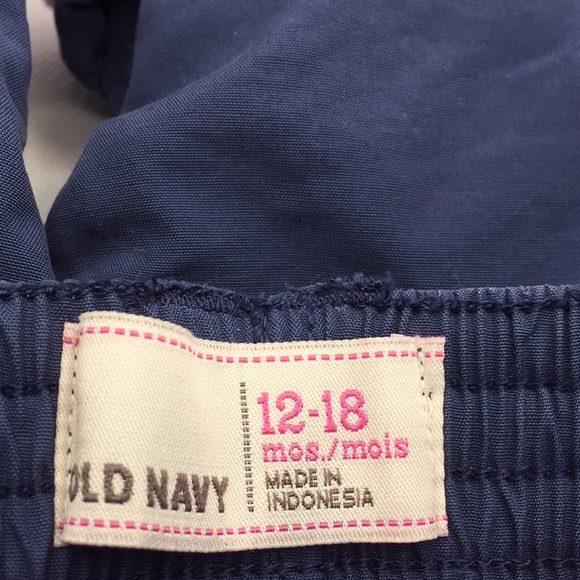 OLD NAVY
12-18
mos./mois
MADE IN
INDONESIA